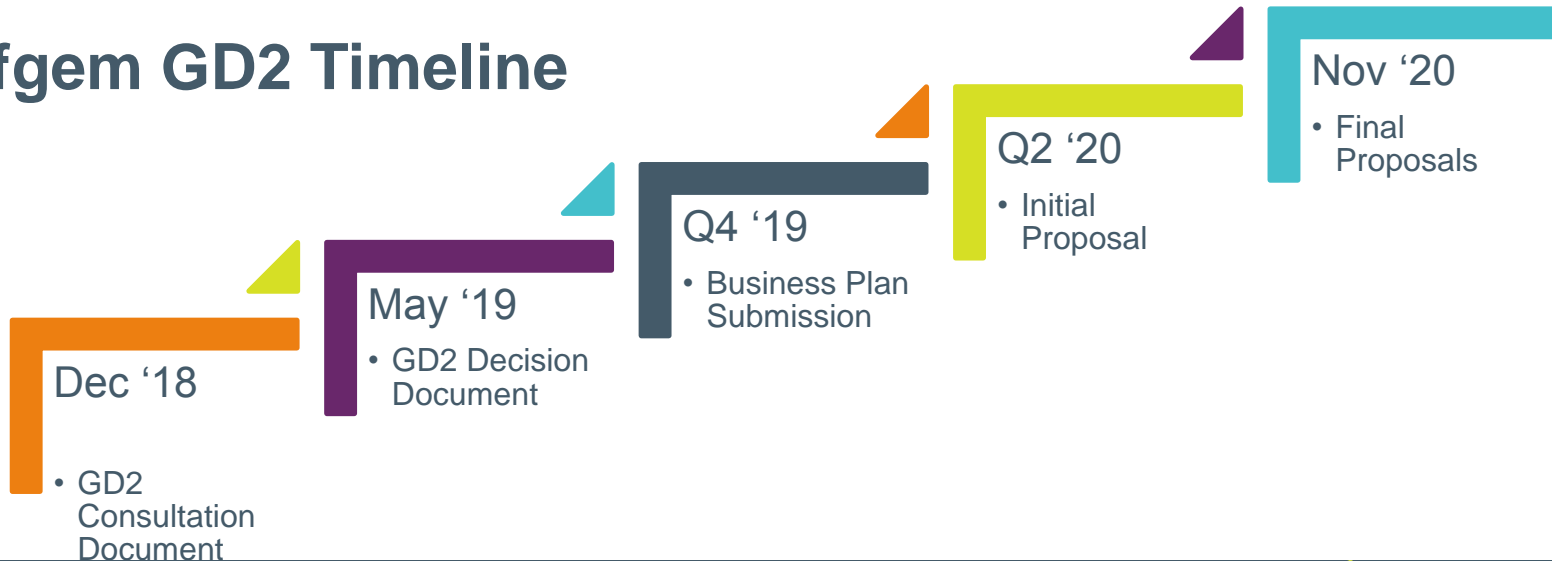 fgem GD2 Timeline
Dec ‘18
• GD2
Consultation
Document
May ‘19
• GD2 Decision
Document
Q4 ‘19
• Business Plan
Submission
Q2 ‘20
• Initial
Proposal
Nov ‘20
• Final
Proposals